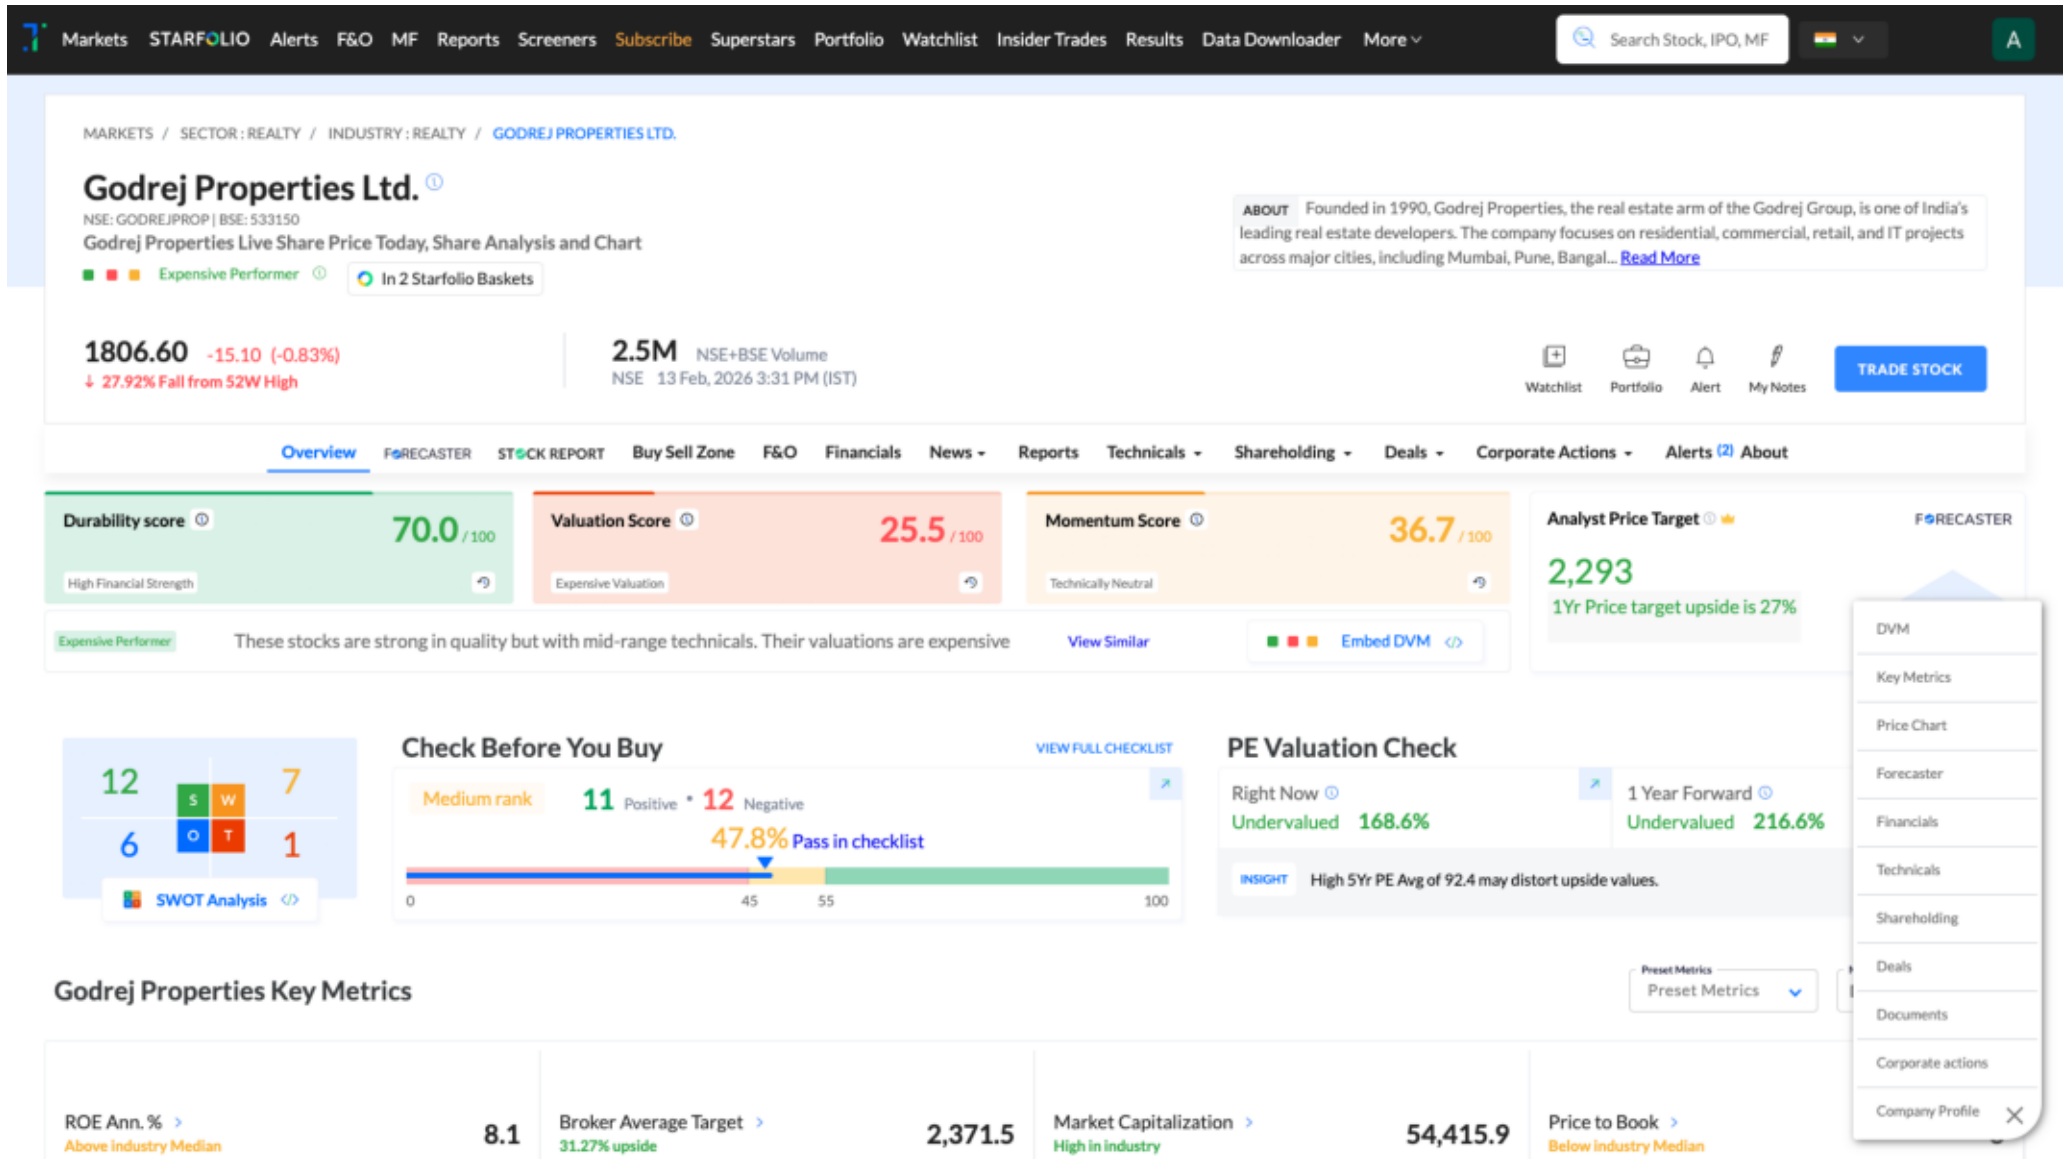 Markets STARFOLIO Alerts F&O MF Reports Screeners Subscribe Superstars Portfolio Watchlist Insider Trades Results Data Downloader More Search Stock, IPO, MF A
MARKETS / SECTOR : REALTY / INDUSTRY : REALTY / GODREJ PROPERTIES LTD.
Godrej Properties Ltd.
NSE: GODREJPROP | BSE: 533150
Godrej Properties Live Share Price Today, Share Analysis and Chart
Expensive Performer In 2 Starfolio Baskets
ABOUT Founded in 1990, Godrej Properties, the real estate arm of the Godrej Group, is one of India's
leading real estate developers. The company focuses on residential, commercial, retail, and IT projects
across major cities, including Mumbai, Pune, Bangal... Read More
1806.60 -15.10 (-0.83%)
↓ 27.92% Fall from 52W High
2.5M NSE+BSE Volume
NSE 13 Feb, 2026 3:31 PM (IST)
Watchlist Portfolio Alert My Notes TRADE STOCK
Overview FORECASTER STOCK REPORT Buy Sell Zone F&O Financials News Reports Technicals Shareholding Deals Corporate Actions Alerts (2) About
Durability score 70.0 / 100
High Financial Strength
Valuation Score 25.5 / 100
Expensive Valuation
Momentum Score 36.7 / 100
Technically Neutral
Analyst Price Target FORECASTER
2,293
1Yr Price target upside is 27%
Expensive Performer These stocks are strong in quality but with mid-range technicals. Their valuations are expensive View Similar Embed DVM </>
12 S W 7
6 O T 1
SWOT Analysis </>
Check Before You Buy VIEW FULL CHECKLIST
Medium rank 11 Positive • 12 Negative
47.8% Pass in checklist
0 45 55 100
PE Valuation Check
Right Now
Undervalued 168.6%
1 Year Forward
Undervalued 216.6%
INSIGHT High 5Yr PE Avg of 92.4 may distort upside values.
DVM
Key Metrics
Price Chart
Forecaster
Financials
Technicals
Shareholding
Deals
Documents
Corporate actions
Company Profile
Godrej Properties Key Metrics
Preset Metrics
Preset Metrics
ROE Ann. % 8.1
Above industry Median
Broker Average Target 2,371.5
31.27% upside
Market Capitalization 54,415.9
High in industry
Price to Book
Below industry Median